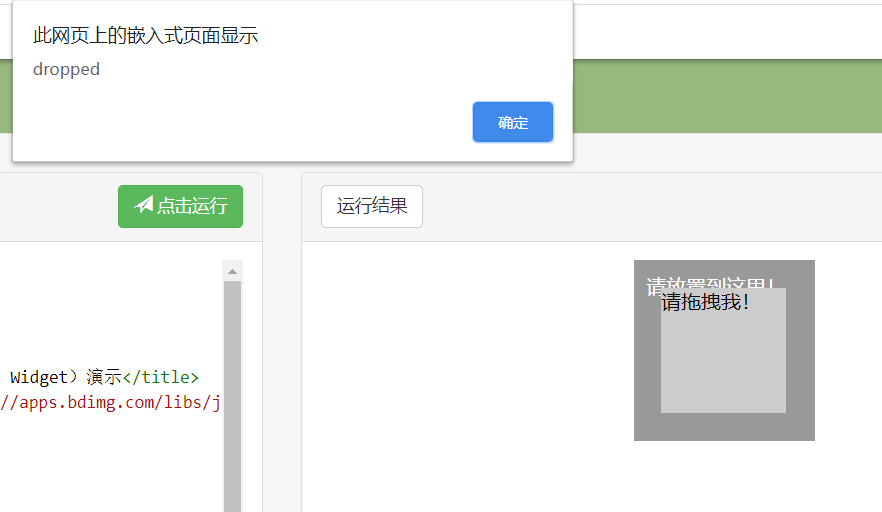 此网页上的嵌入式页面显示
dropped
确定
点击运行
运行结果
请放置到这里!
请拖拽我!
Widget）演示</title>
//apps.bdimg.com/libs/j